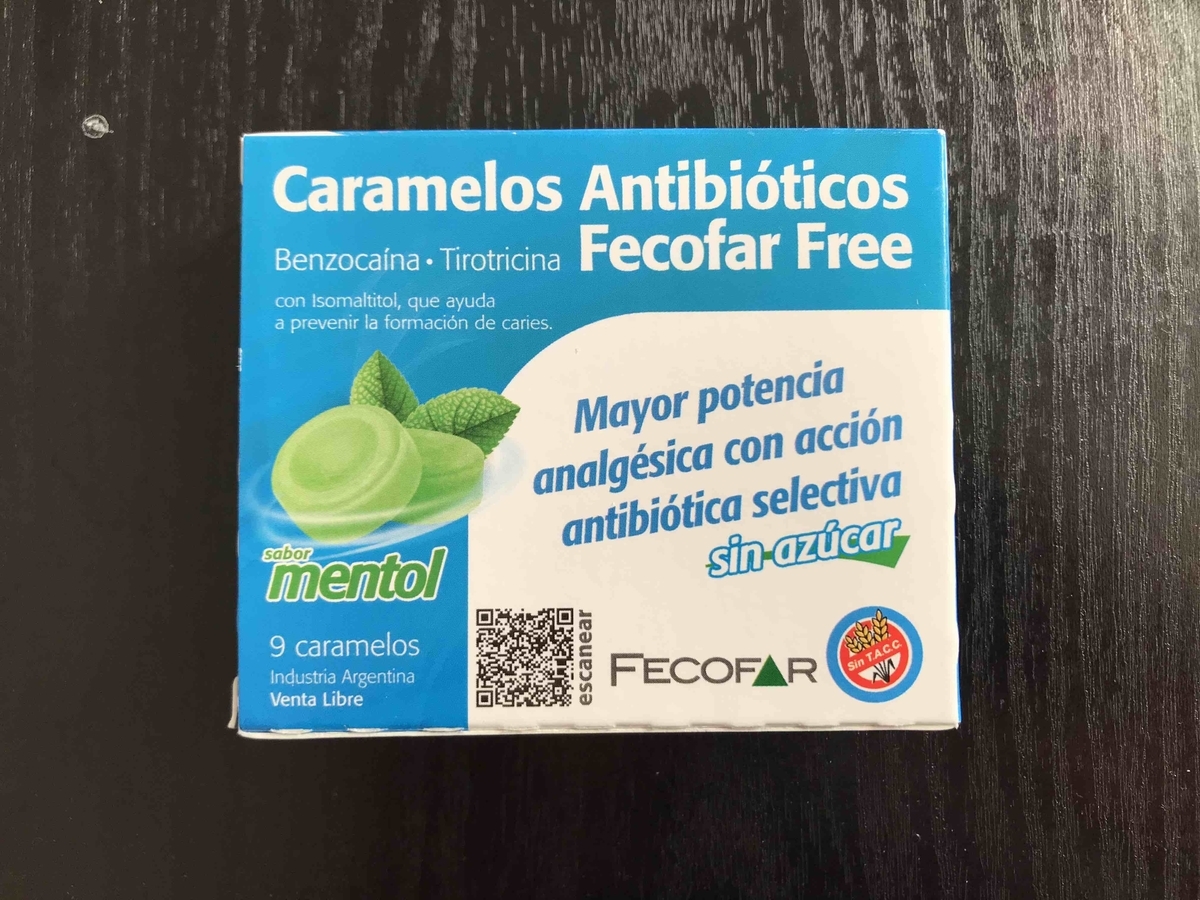 Caramelos Antibióticos
Fecofar Free
Benzocaína • Tirotricina
con Isomaltitol, que ayuda
a prevenir la formación de caries.
Mayor potencia
analgésica con acción
antibiótica selectiva
sin azúcar
sabor
mentol
9 caramelos
Industria Argentina
Venta Libre
escanear
FECOFAR
Sin T.A.C.C.